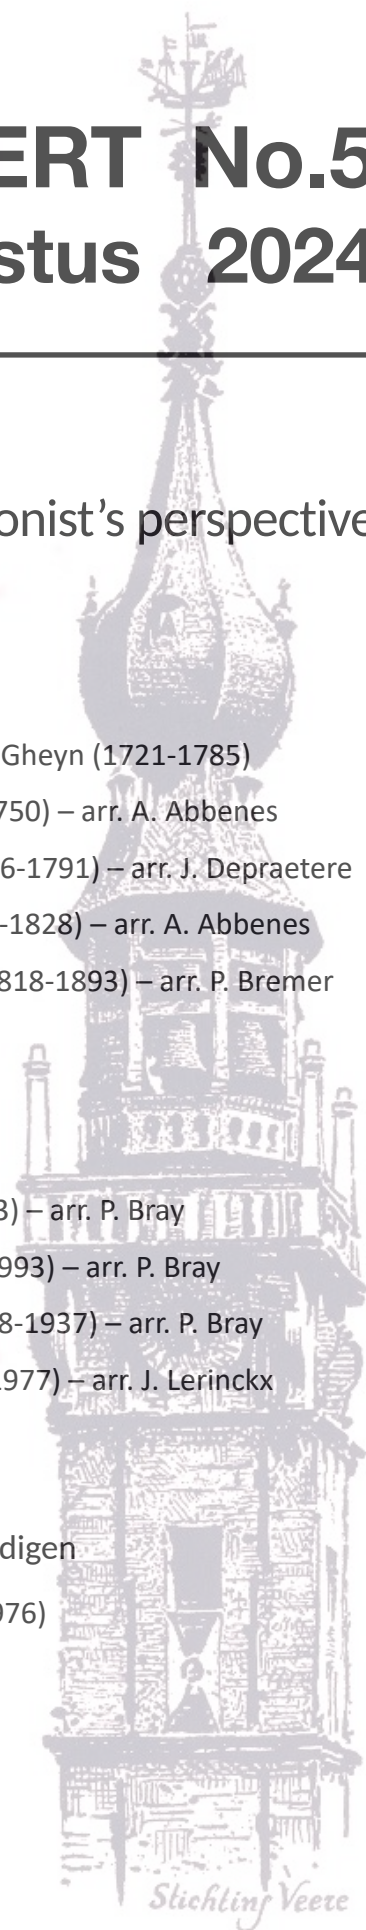 ERT No.5
stus 2024
onist’s perspective
Gheyn (1721-1785)
750) – arr. A. Abbenes
6-1791) – arr. J. Depraetere
-1828) – arr. A. Abbenes
818-1893) – arr. P. Bremer
3) – arr. P. Bray
993) – arr. P. Bray
8-1937) – arr. P. Bray
1977) – arr. J. Lerinckx
digen
976)
Stichting Veere